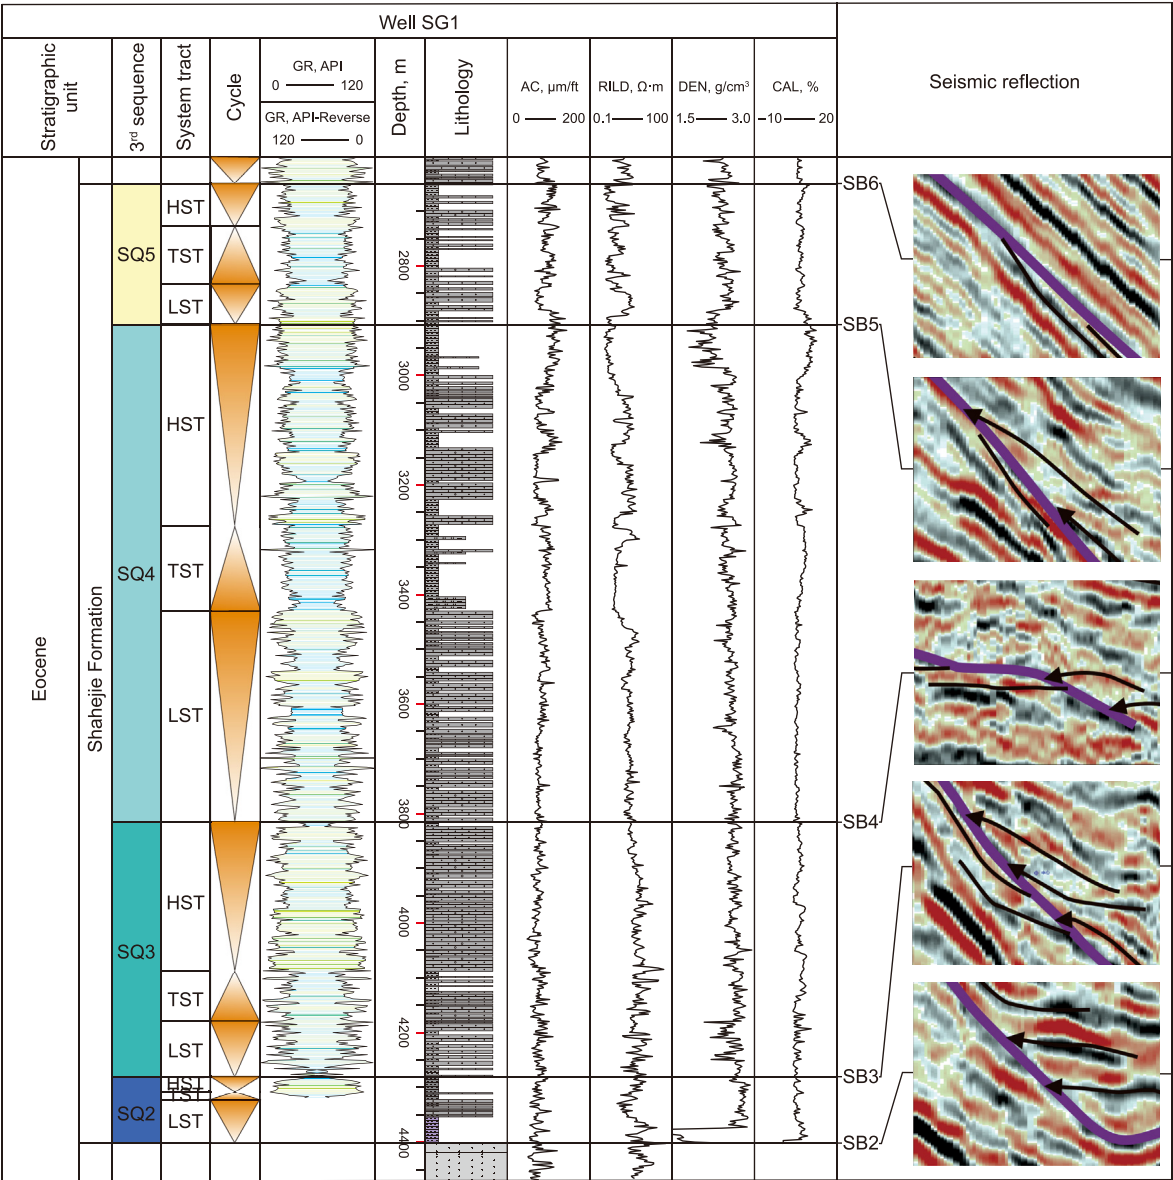 Well SG1
Stratigraphic
unit
3rd sequence
System tract
Cycle
GR, API
0 120
GR, API-Reverse
120 0
Depth, m
Lithology
AC, μm/ft
0 200
RILD, Ω·m
0.1 100
DEN, g/cm³
1.5 3.0
CAL, %
−10 20
Seismic reflection
Eocene
Shahejie Formation
SQ5
HST
TST
LST
SQ4
HST
TST
LST
SQ3
HST
TST
LST
SQ2
HST
TST
LST
2800
3000
3200
3400
3600
3800
4000
4200
4400
SB6
SB5
SB4
SB3
SB2